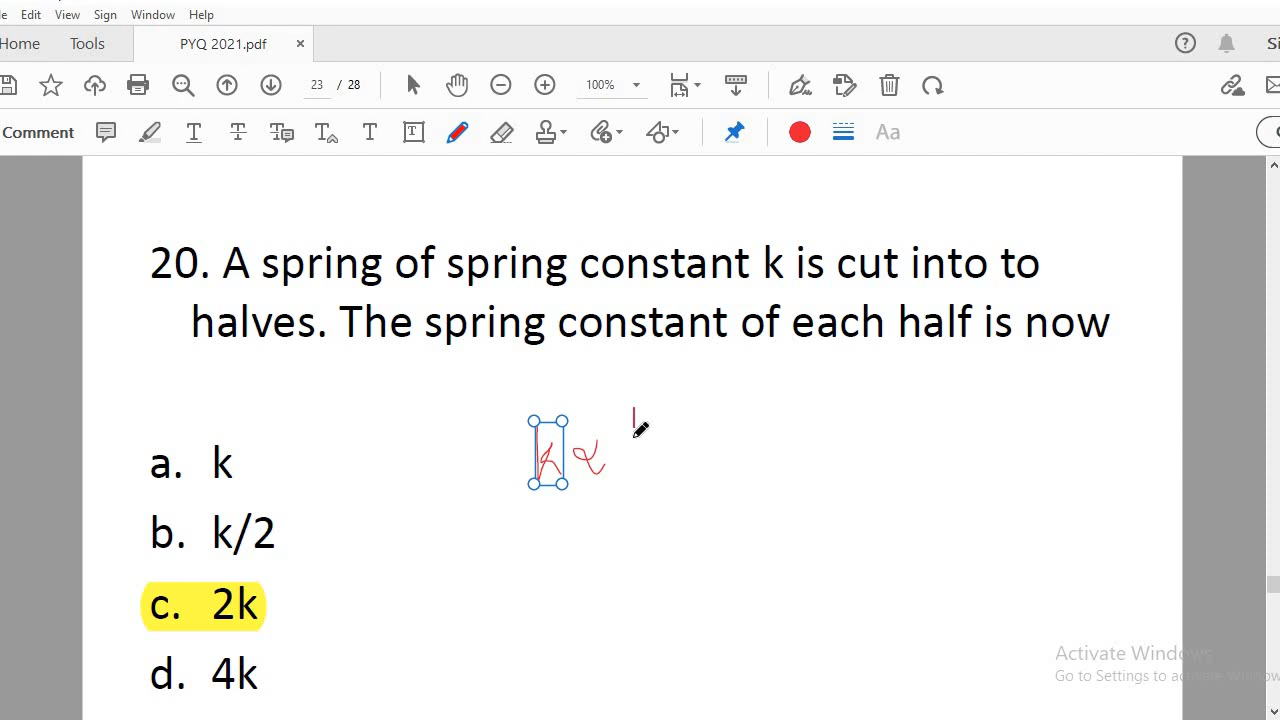 Edit View Sign Window Help
Home Tools PYQ 2021.pdf × ?
23 / 28 100%
Comment T T T T T T Aa
20. A spring of spring constant k is cut into to
halves. The spring constant of each half is now
k
a. k
b. k/2
c. 2k
d. 4k
Activate Windows
Go to Settings to activate Windows